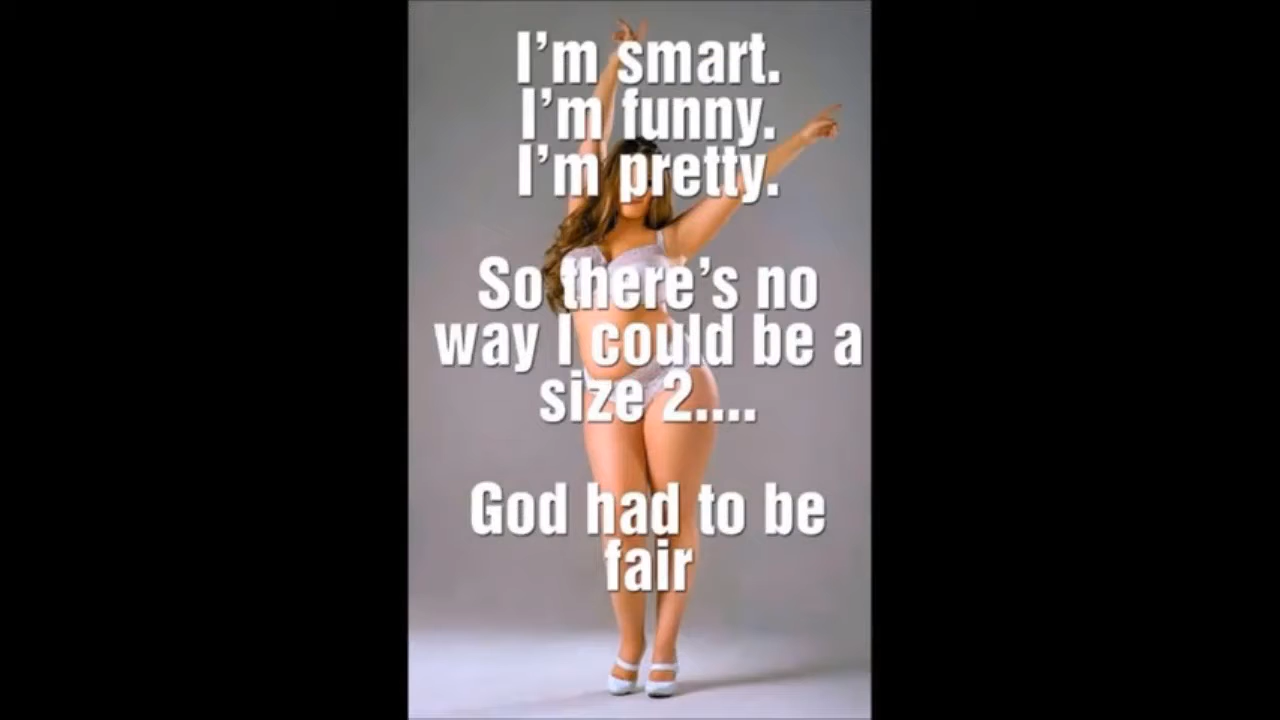 I'm smart.
I'm funny.
I'm pretty.
So there's no
way I could be a
size 2....
God had to be
fair